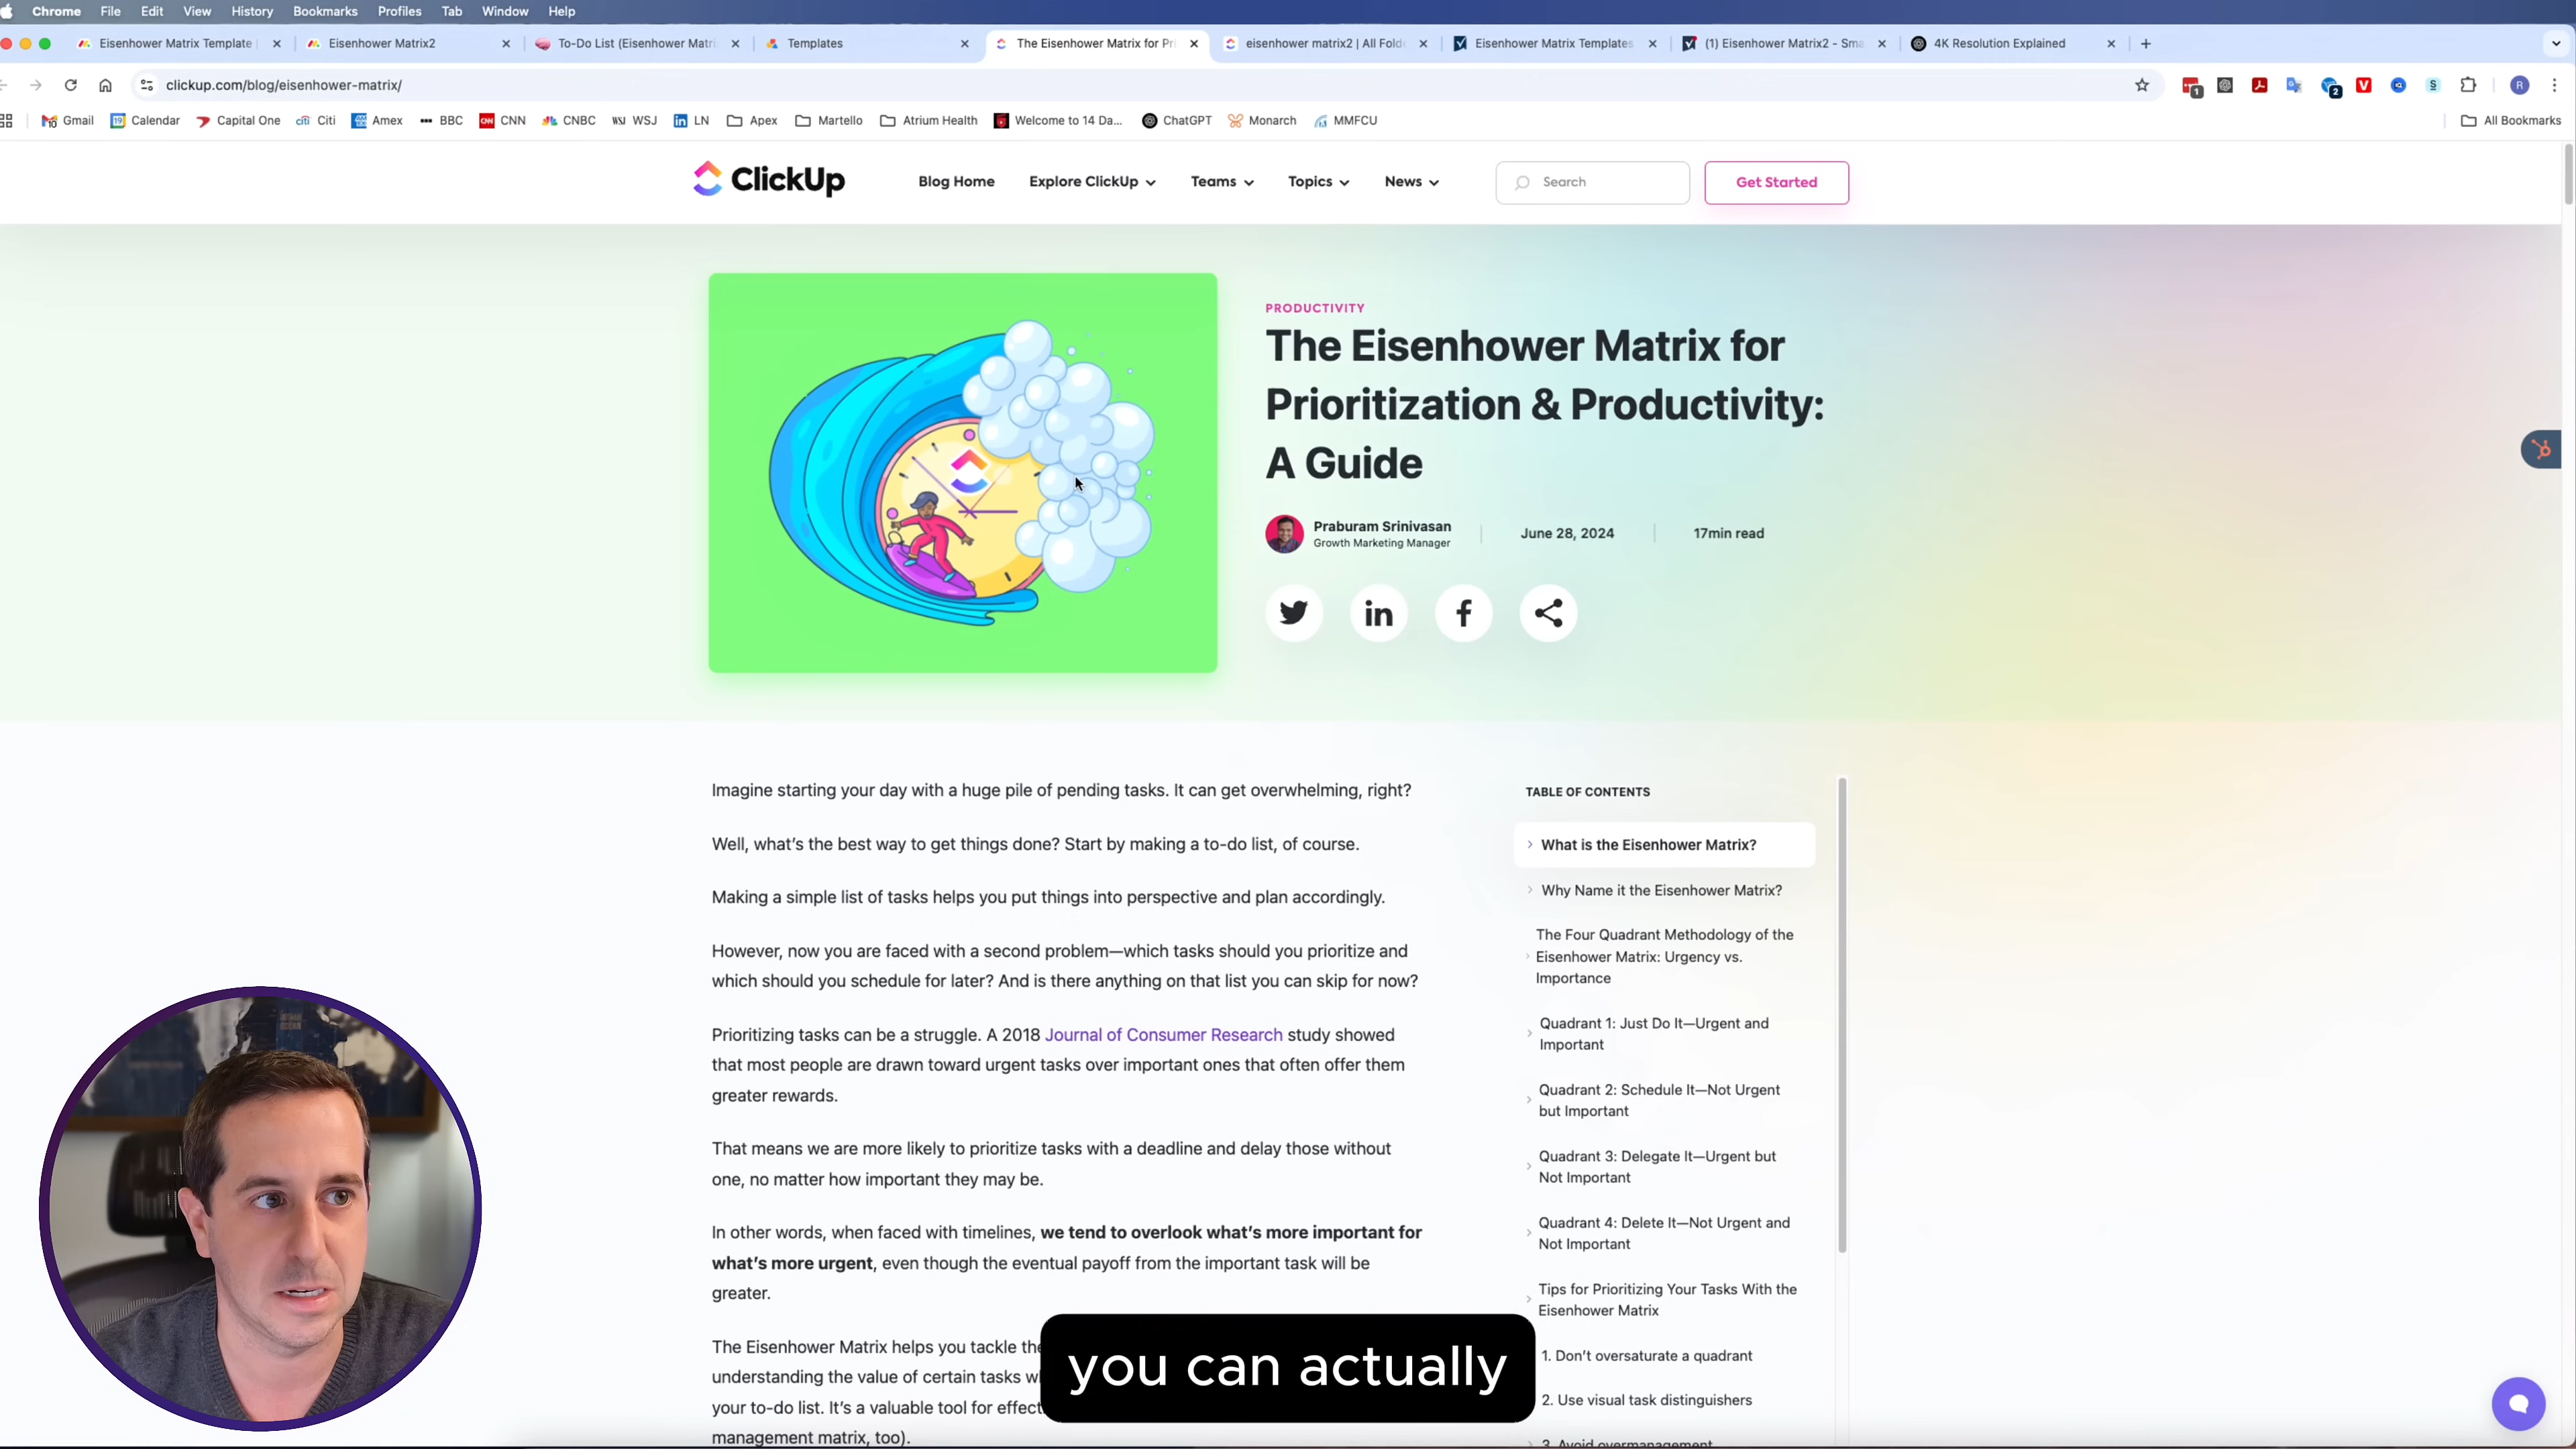 Chrome File Edit View History Bookmarks Profiles Tab Window Help
Eisenhower Matrix Template
Eisenhower Matrix2
To-Do List (Eisenhower Matri
Templates
The Eisenhower Matrix for Pri
eisenhower matrix2 | All Fold
Eisenhower Matrix Templates
(1) Eisenhower Matrix2 - Sma
4K Resolution Explained
clickup.com/blog/eisenhower-matrix/
Gmail Calendar Capital One Citi Amex BBC CNN CNBC WSJ LN Apex Martello Atrium Health Welcome to 14 Da... ChatGPT Monarch MMFCU All Bookmarks
ClickUp
Blog Home Explore ClickUp Teams Topics News Search Get Started
PRODUCTIVITY
The Eisenhower Matrix for
Prioritization & Productivity:
A Guide
Praburam Srinivasan
Growth Marketing Manager
June 28, 2024
17min read
Imagine starting your day with a huge pile of pending tasks. It can get overwhelming, right?
Well, what's the best way to get things done? Start by making a to-do list, of course.
Making a simple list of tasks helps you put things into perspective and plan accordingly.
However, now you are faced with a second problem—which tasks should you prioritize and
which should you schedule for later? And is there anything on that list you can skip for now?
Prioritizing tasks can be a struggle. A 2018 Journal of Consumer Research study showed
that most people are drawn toward urgent tasks over important ones that often offer them
greater rewards.
That means we are more likely to prioritize tasks with a deadline and delay those without
one, no matter how important they may be.
In other words, when faced with timelines, we tend to overlook what's more important for
what's more urgent, even though the eventual payoff from the important task will be
greater.
The Eisenhower Matrix helps you tackle
understanding the value of certain tasks
your to-do list. It's a valuable tool for
management matrix, too).
TABLE OF CONTENTS
What is the Eisenhower Matrix?
Why Name it the Eisenhower Matrix?
The Four Quadrant Methodology of the
Eisenhower Matrix: Urgency vs.
Importance
Quadrant 1: Just Do It—Urgent and
Important
Quadrant 2: Schedule It—Not Urgent
but Important
Quadrant 3: Delegate It—Urgent but
Not Important
Quadrant 4: Delete It—Not Urgent and
Not Important
Tips for Prioritizing Your Tasks With the
Eisenhower Matrix
1. Don't oversaturate a quadrant
2. Use visual task distinguishers
3. Avoid overmanagement
you can actually